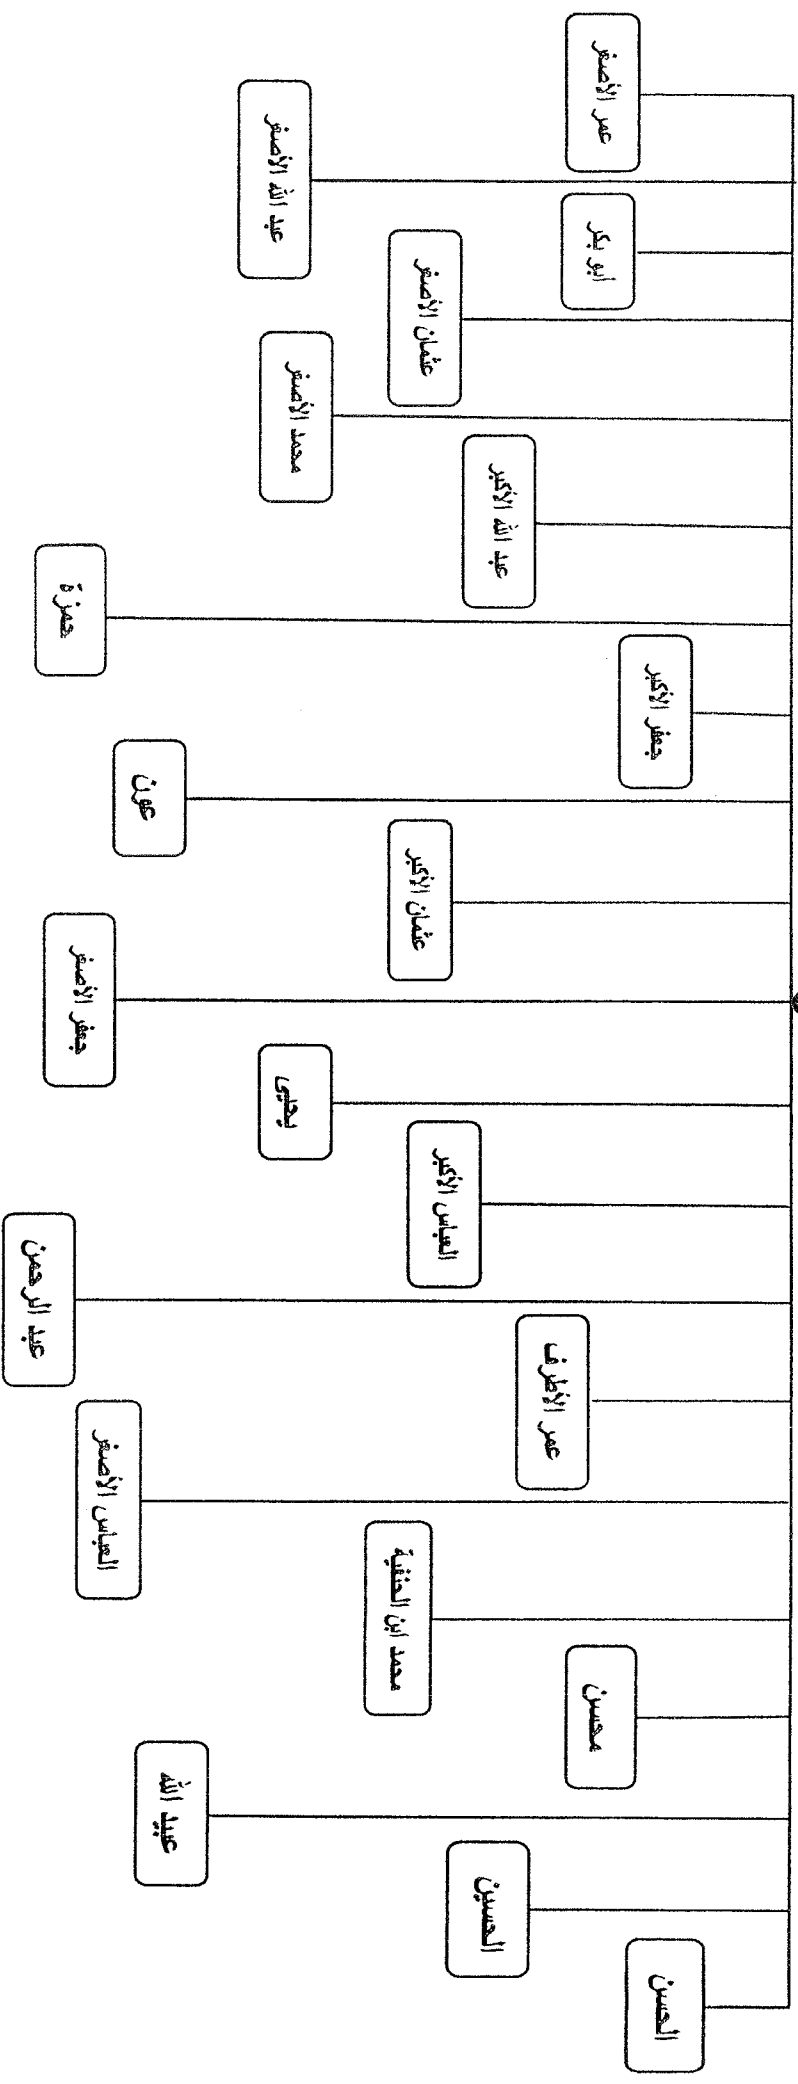 الحسن
الحسين
عبيد الله
محسن
محمد ابن الحنفية
العباس الأصغر
عمر الأطرف
عبد الرحمن
العباس الأكبر
يحيى
جعفر الأصغر
عثمان الأكبر
عون
جعفر الأكبر
حمزة
عبد الله الأكبر
محمد الأصغر
عثمان الأصغر
أبو بكر
عبد الله الأصغر
عمر الأصغر